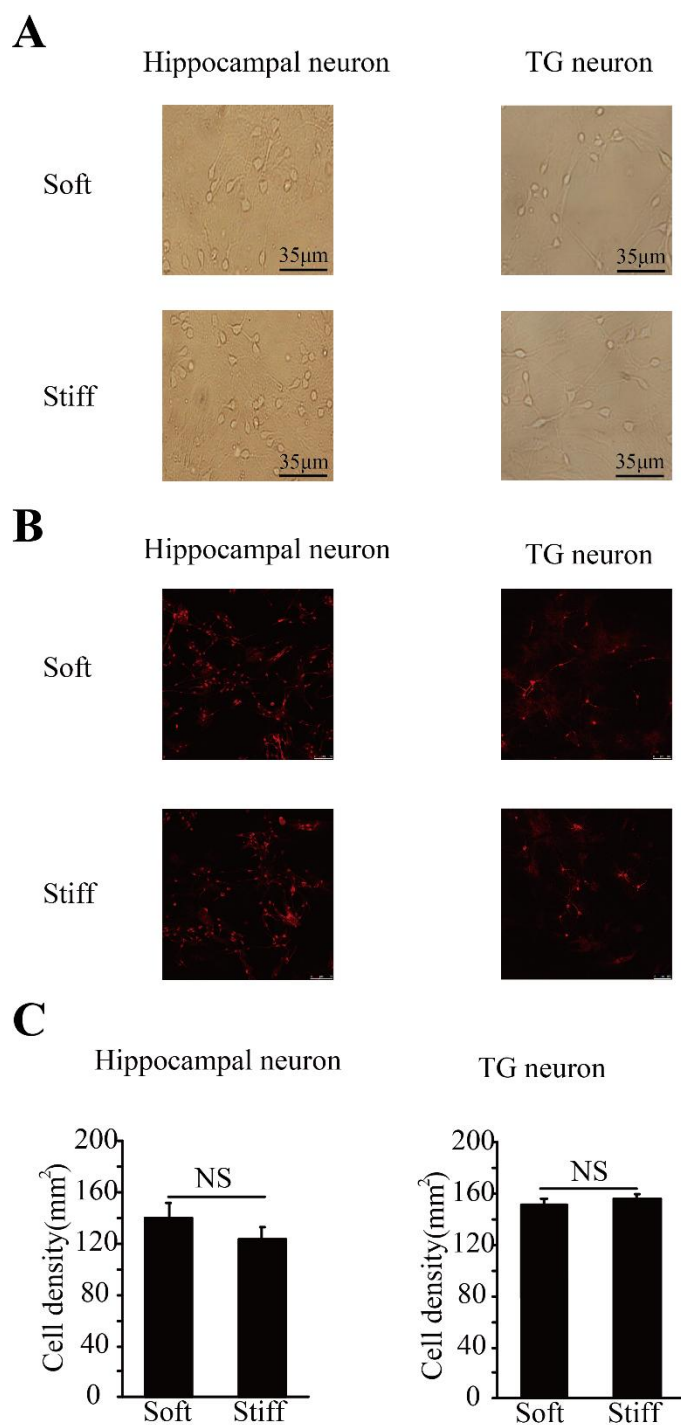 A
Hippocampal neuron TG neuron
Soft
35μm 35μm
Stiff
35μm 35μm
B
Hippocampal neuron TG neuron
Soft
Stiff
C
Hippocampal neuron TG neuron
200 200
NS NS
160 160
120 120
80 80
40 40
0 0
Cell density(mm²) Cell density(mm²)
Soft Stiff Soft Stiff